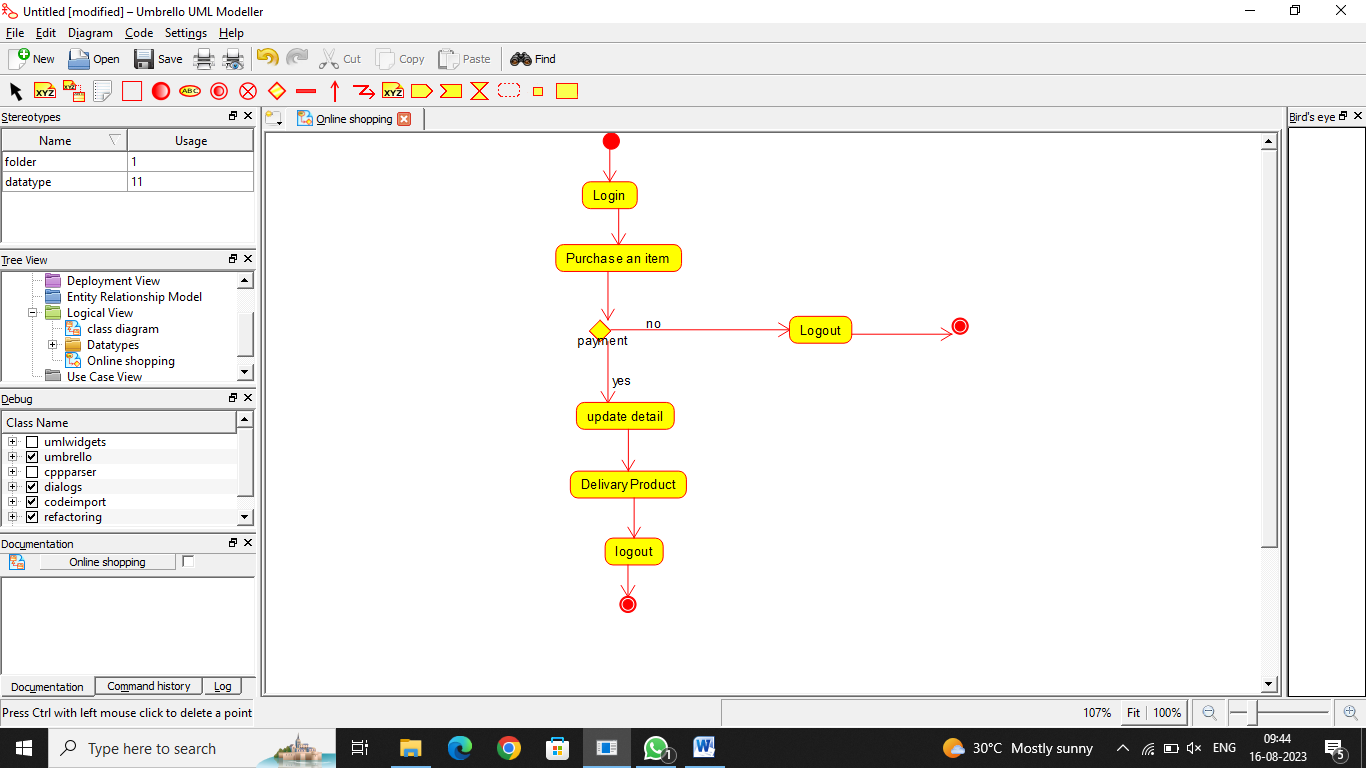 Untitled [modified] – Umbrello UML Modeller
File Edit Diagram Code Settings Help
New Open Save Cut Copy Paste Find
XYZ XYZ ABC XYZ
Stereotypes
Name Usage
folder 1
datatype 11
Tree View
Deployment View
Entity Relationship Model
Logical View
class diagram
Datatypes
Online shopping
Use Case View
Debug
Class Name
umlwidgets
umbrello
cppparser
dialogs
codeimport
refactoring
Documentation
Online shopping
Documentation Command history Log
Online shopping
Login
Purchase an item
no
payment
Logout
yes
update detail
Delivary Product
logout
Bird's eye
Press Ctrl with left mouse click to delete a point
107% Fit 100%
Type here to search
1
30°C Mostly sunny
ENG
09:44
16-08-2023
5